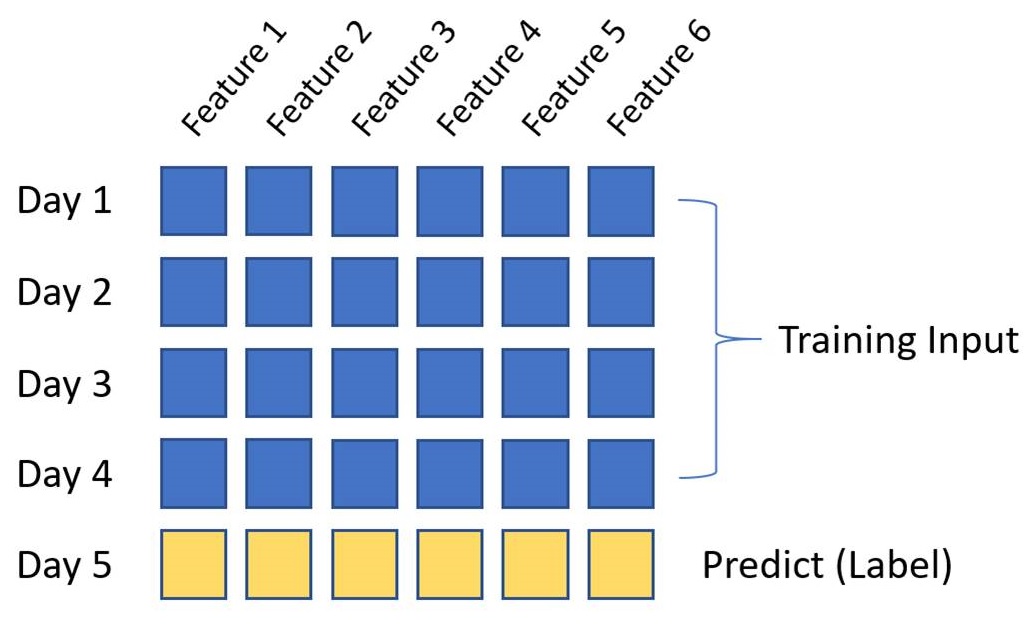 Feature 1
Feature 2
Feature 3
Feature 4
Feature 5
Feature 6
Day 1
Day 2
Day 3
Training Input
Day 4
Day 5
Predict (Label)